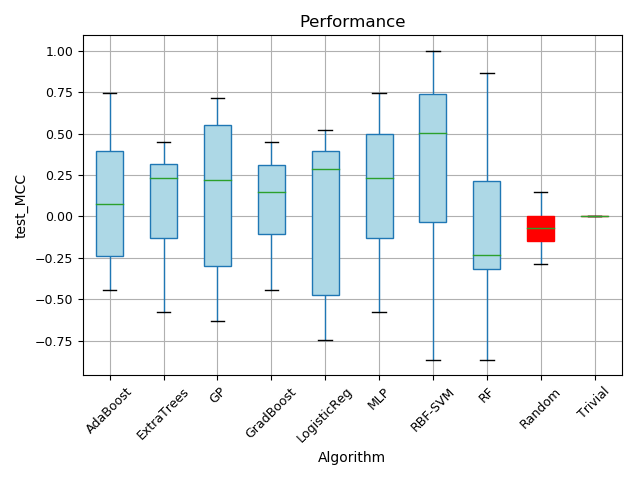 Performance
1.00
0.75
0.50
0.25
0.00
−0.25
−0.50
−0.75
test_MCC
AdaBoost
ExtraTrees
GP
GradBoost
LogisticReg
MLP
RBF-SVM
RF
Random
Trivial
Algorithm